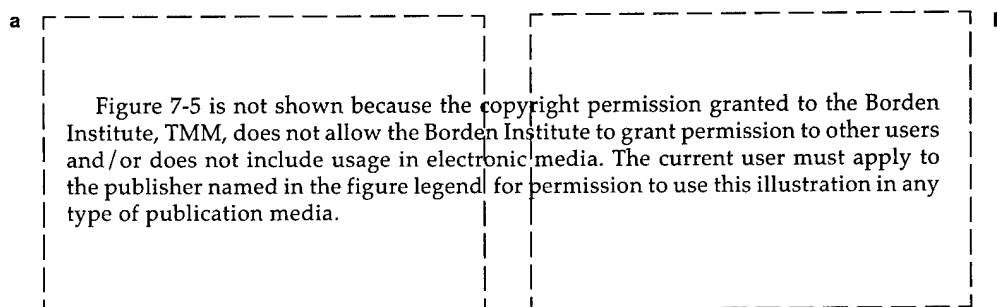 a
Figure 7-5 is not shown because the copyright permission granted to the Borden
Institute, TMM, does not allow the Borden Institute to grant permission to other users
and/or does not include usage in electronic media. The current user must apply to
the publisher named in the figure legend for permission to use this illustration in any
type of publication media.